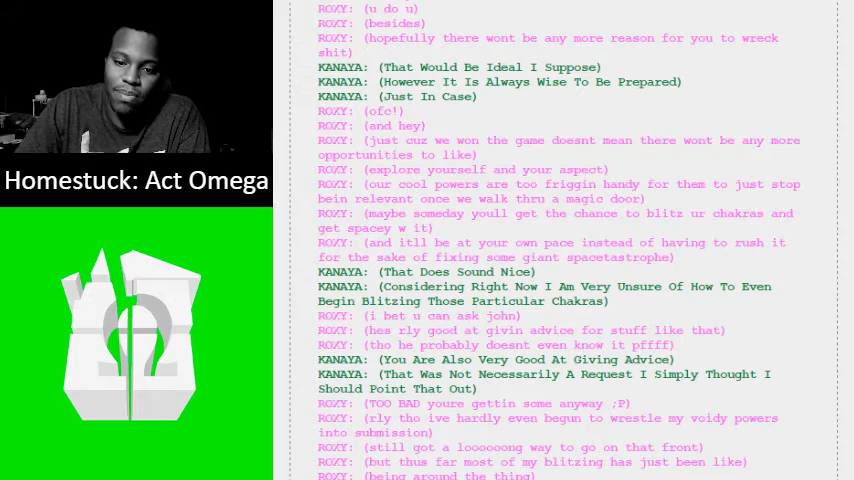 ROXY: (u do u)
ROXY: (besides)
ROXY: (hopefully there wont be any more reason for you to wreck
shit)
KANAYA: (That Would Be Ideal I Suppose)
KANAYA: (However It Is Always Wise To Be Prepared)
KANAYA: (Just In Case)
ROXY: (ofc!)
ROXY: (and hey)
ROXY: (just cuz we won the game doesnt mean there wont be any more
opportunities to like)
ROXY: (explore yourself and your aspect)
ROXY: (our cool powers are too friggin handy for them to just stop
bein relevant once we walk thru a magic door)
ROXY: (maybe someday youll get the chance to blitz ur chakras and
get spacey w it)
ROXY: (and itll be at your own pace instead of having to rush it
for the sake of fixing some giant spacetastrophe)
KANAYA: (That Does Sound Nice)
KANAYA: (Considering Right Now I Am Very Unsure Of How To Even
Begin Blitzing Those Particular Chakras)
ROXY: (i bet u can ask john)
ROXY: (hes rly good at givin advice for stuff like that)
ROXY: (tho he probably doesnt even know it pffff)
KANAYA: (You Are Also Very Good At Giving Advice)
KANAYA: (That Was Not Necessarily A Request I Simply Thought I
Should Point That Out)
ROXY: (TOO BAD youre gettin some anyway ;P)
ROXY: (rly tho ive hardly even begun to wrestle my voidy powers
into submission)
ROXY: (still got a loooooong way to go on that front)
ROXY: (but thus far most of my blitzing has just been like)
ROXY: (being around the thing)
Homestuck: Act Omega